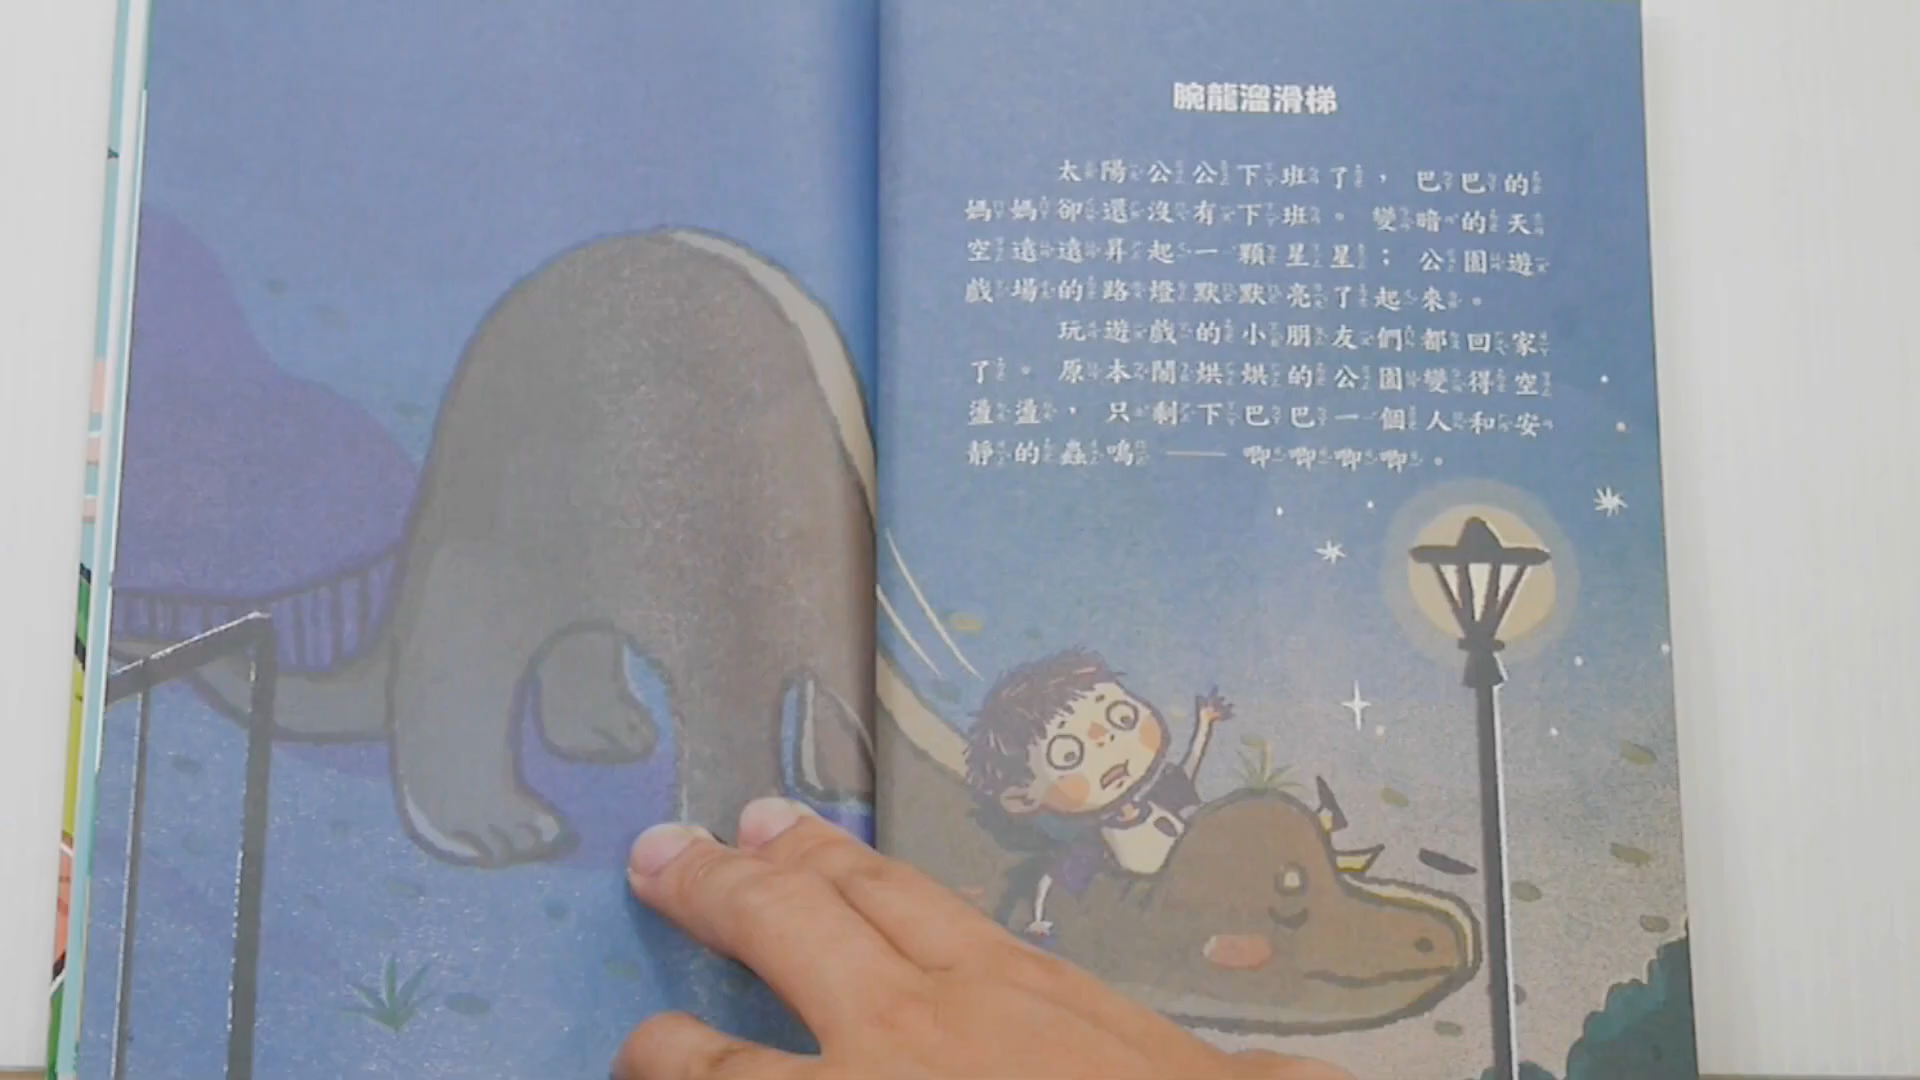 腕龍溜滑梯
太陽公公下班了，巴巴的
媽媽卻還沒有下班。變暗的天
空遠遠昇起一顆星星；公園遊
戲場的路燈默默亮了起來。
玩遊戲的小朋友們都回家
了。原本鬧烘烘的公園變得空
盪盪，只剩下巴巴一個人和安
靜的蟲鳴——唧唧唧唧。